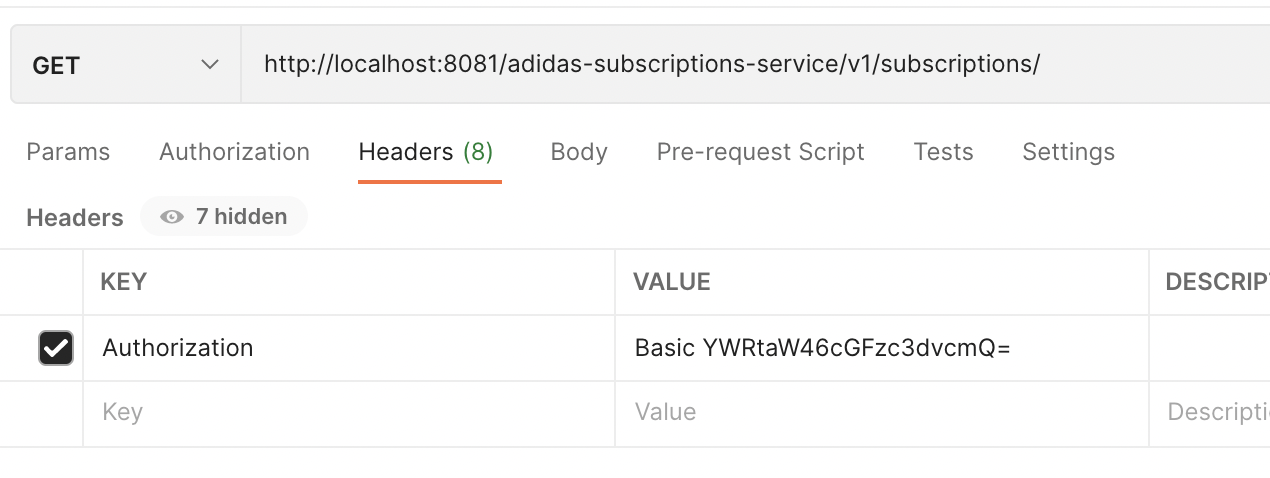 GET http://localhost:8081/adidas-subscriptions-service/v1/subscriptions/
Params Authorization Headers (8) Body Pre-request Script Tests Settings
Headers 7 hidden
KEY VALUE DESCRIP
Authorization Basic YWRtaW46cGFzc3dvcmQ=
Key Value Descripti